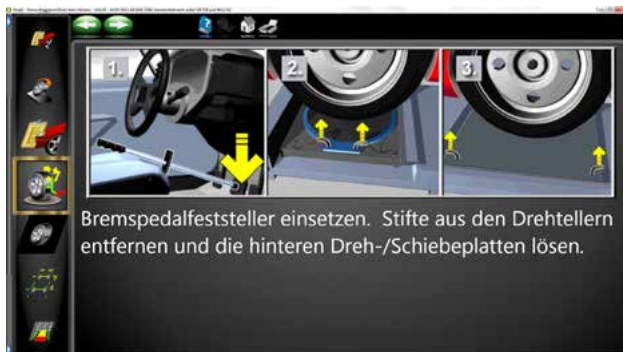 1.
2.
3.
Bremspedalfeststeller einsetzen. Stifte aus den Drehtellern
entfernen und die hinteren Dreh-/Schiebeplatten lösen.